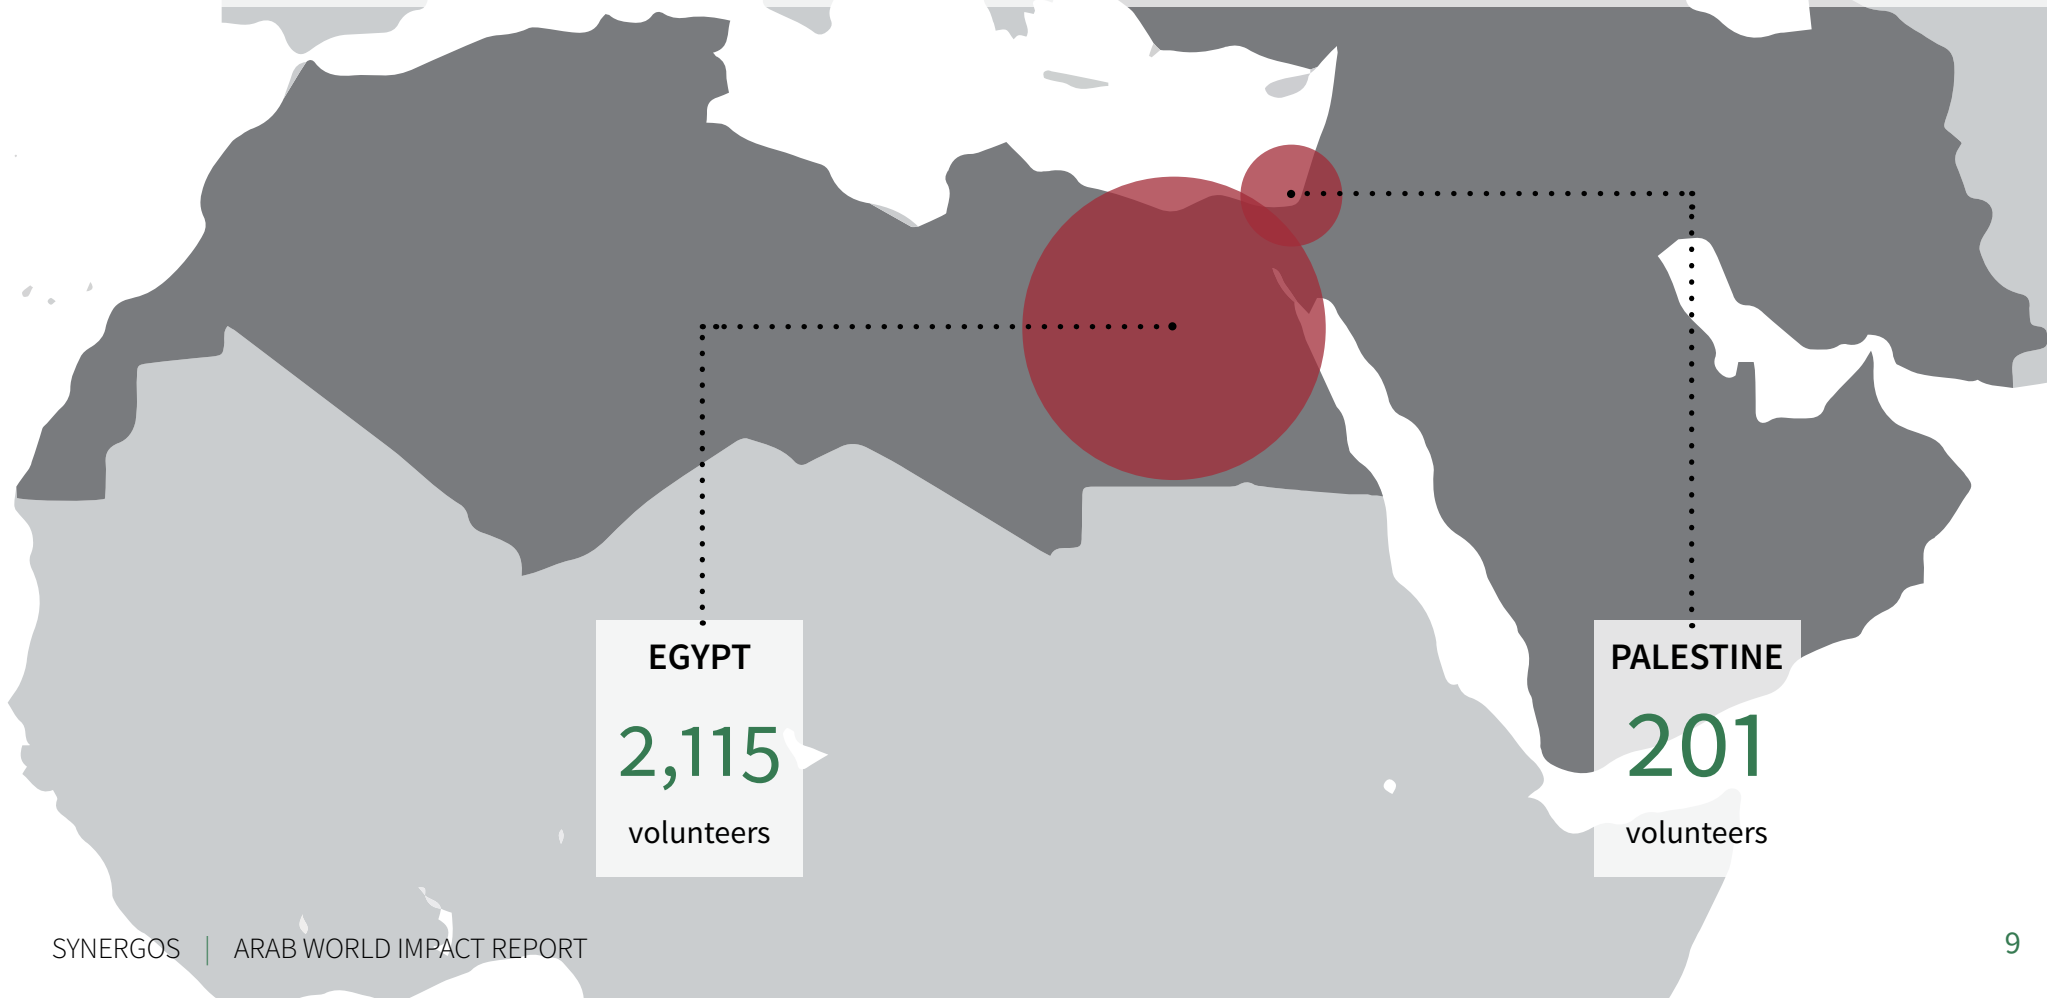 EGYPT
2,115
volunteers
PALESTINE
201
volunteers
SYNERGOS | ARAB WORLD IMPACT REPORT
9